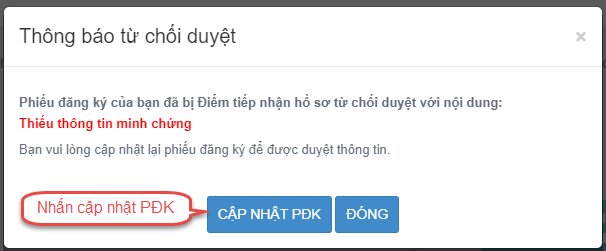 Thông báo từ chối duyệt ×
Phiếu đăng ký của bạn đã bị Điểm tiếp nhận hồ sơ từ chối duyệt với nội dung:
Thiếu thông tin minh chứng
Bạn vui lòng cập nhật lại phiếu đăng ký để được duyệt thông tin.
Nhấn cập nhật PĐK CẬP NHẬT PĐK ĐÓNG